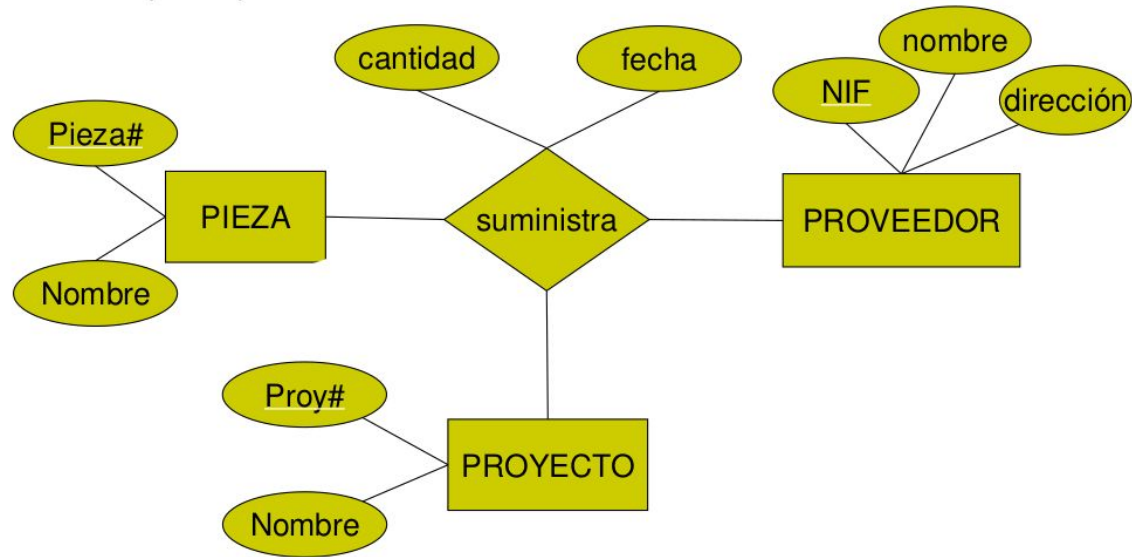 cantidad
fecha
nombre
NIF
dirección
Pieza#
PIEZA
suministra
PROVEEDOR
Nombre
Proy#
PROYECTO
Nombre